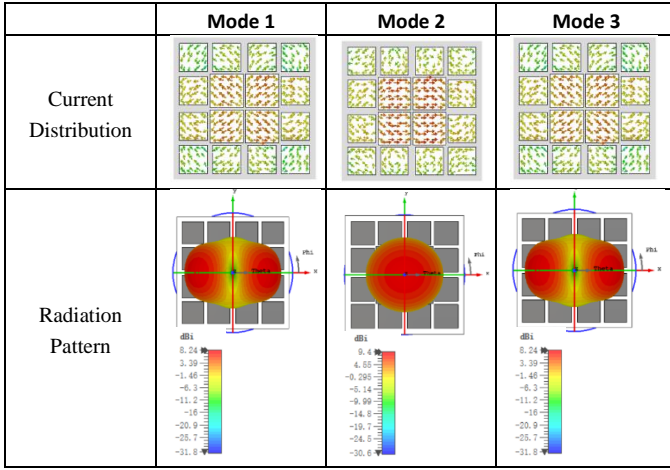 Mode 1 Mode 2 Mode 3
Current
Distribution
y
Phi
Theta
x
Y
Phi
Theta
x
y
Phi
Theta
x
Radiation
Pattern
dBi
8.24
3.39
-1.46
-6.3
-11.2
-16
-20.9
-25.7
-31.8
dBi
9.4
4.55
-0.295
-5.14
-9.99
-14.8
-19.7
-24.5
-30.6
dBi
8.24
3.39
-1.46
-6.3
-11.2
-16
-20.9
-25.7
-31.8